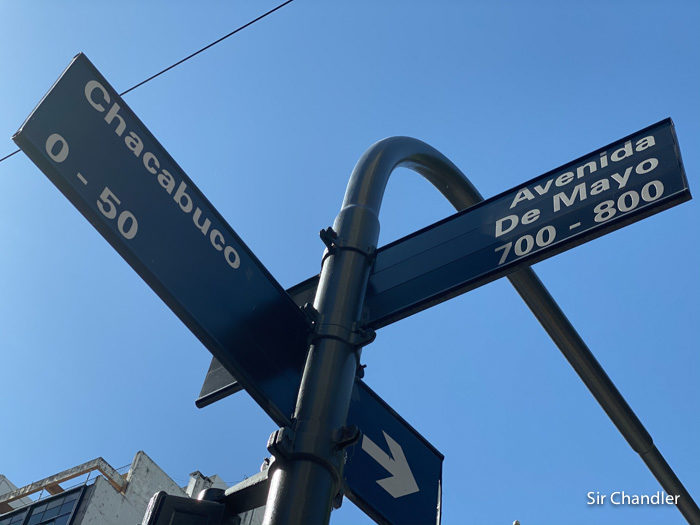 Chacabuco
0 - 50
Avenida
De Mayo
700 - 800
Sir Chandler